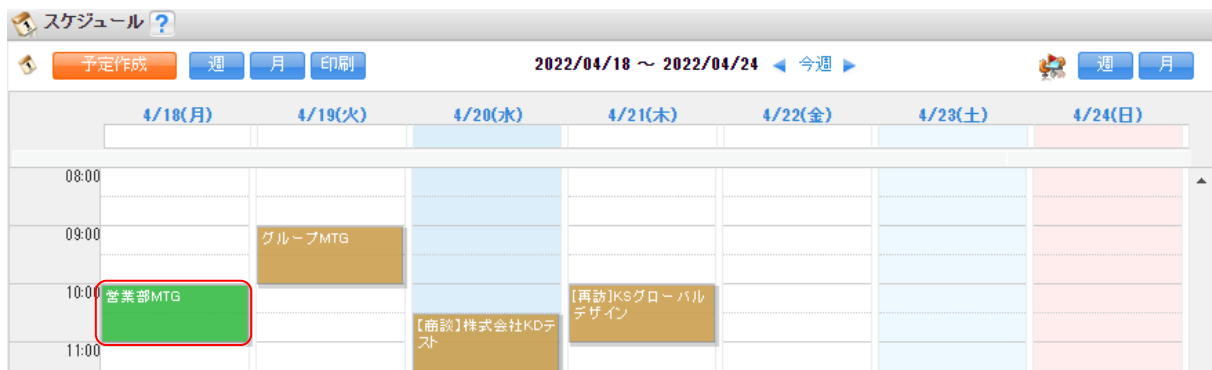 スケジュール ?
予定作成 週 月 印刷 2022/04/18 ～ 2022/04/24 今週 週 月
4/18(月) 4/19(火) 4/20(水) 4/21(木) 4/22(金) 4/23(土) 4/24(日)
08:00
09:00 グループMTG
10:00 営業部MTG
【再訪】KSグローバル
デザイン
【商談】株式会社KDテ
スト
11:00